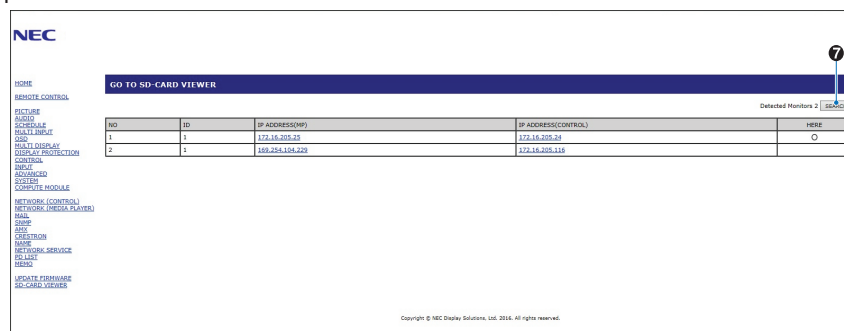 NEC
7
HOME
REMOTE CONTROL
PICTURE
AUDIO
SCHEDULE
MULTI INPUT
OSD
MULTI DISPLAY
DISPLAY PROTECTION
CONTROL
INPUT
ADVANCED
SYSTEM
COMPUTE MODULE
NETWORK (CONTROL)
NETWORK (MEDIA PLAYER)
MAIL
SNMP
AMX
CRESTRON
NAME
NETWORK SERVICE
PD LIST
MEMO
UPDATE FIRMWARE
SD-CARD VIEWER
GO TO SD-CARD VIEWER
Detected Monitors 2 SEARCH
NO ID IP ADDRESS(MP) IP ADDRESS(CONTROL) HERE
1 1 172.16.205.25 172.16.205.24 O
2 1 169.254.104.229 172.16.205.116
Copyright © NEC Display Solutions, Ltd. 2016. All rights reserved.